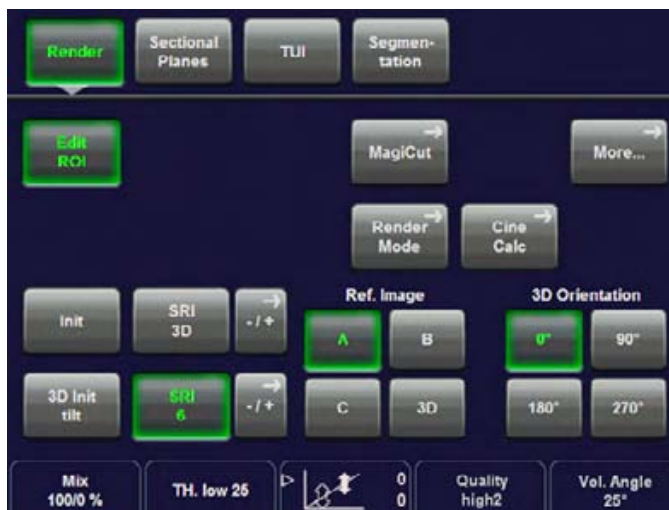 Render
Sectional
Planes
TUI
Segmen-
tation
Edit
ROI
MagiCut
More...
Render
Mode
Cine
Calc
Ref. Image
3D Orientation
Init
SRI
3D
- / +
A
B
0°
90°
3D Init
tilt
SRI
6
- / +
C
3D
180°
270°
Mix
100/0 %
TH. low 25
0
0
Quality
high2
Vol. Angle
25°